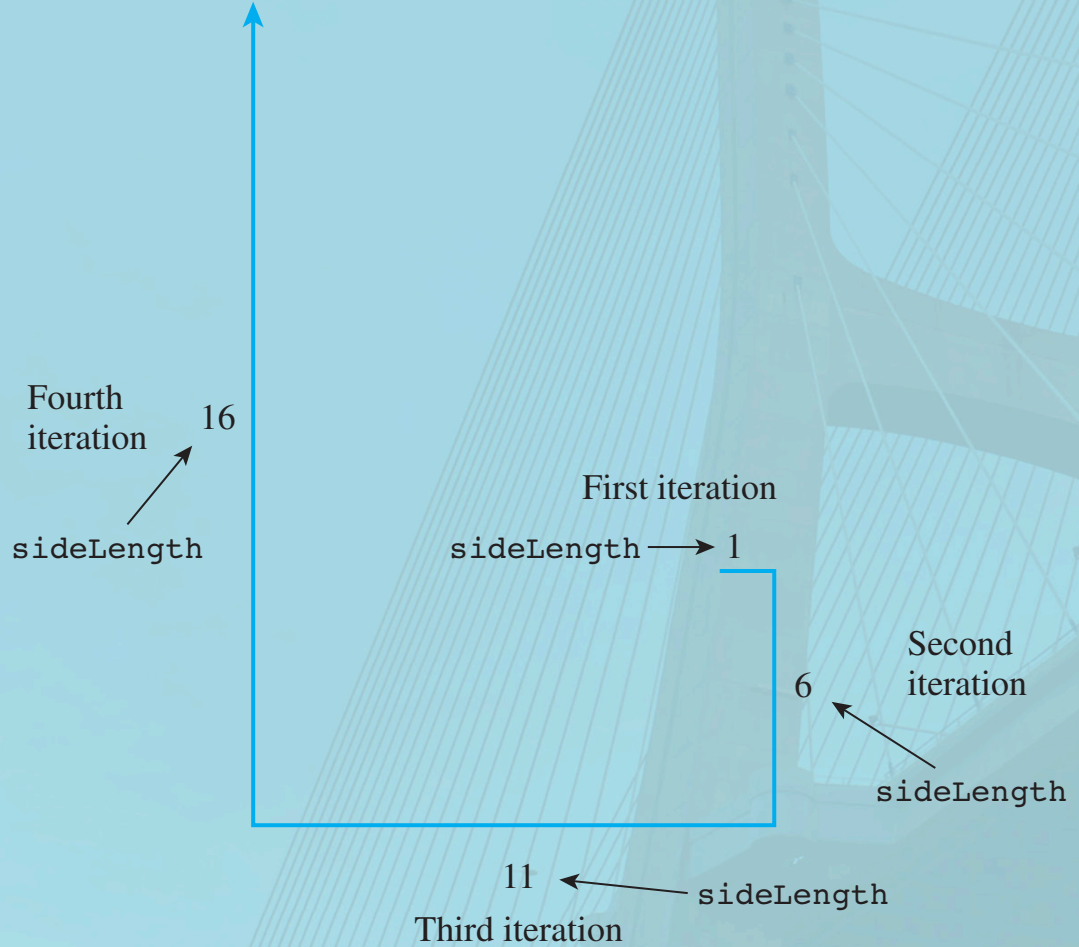 Fourth
iteration
16
sideLength
First iteration
sideLength
1
Second
iteration
6
sideLength
11
sideLength
Third iteration